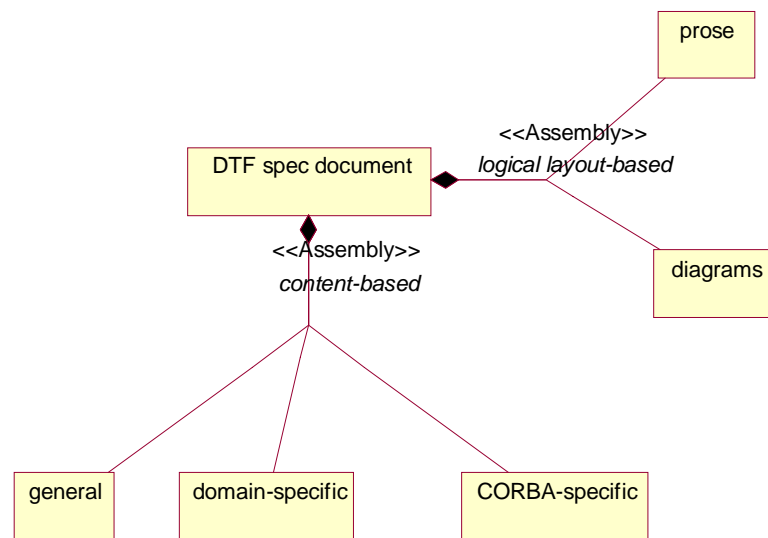 prose
<<Assembly>>
logical layout-based
DTF spec document
<<Assembly>>
content-based
diagrams
general
domain-specific
CORBA-specific